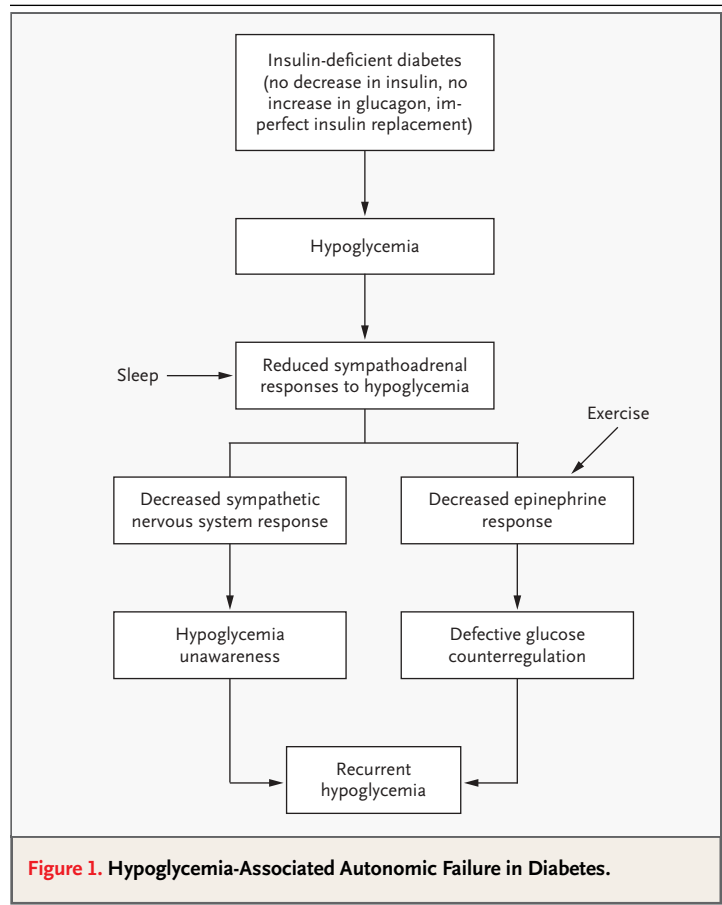 Insulin-deficient diabetes
(no decrease in insulin, no
increase in glucagon, im-
perfect insulin replacement)
Hypoglycemia
Sleep
Reduced sympathoadrenal
responses to hypoglycemia
Exercise
Decreased sympathetic
nervous system response
Decreased epinephrine
response
Hypoglycemia
unawareness
Defective glucose
counterregulation
Recurrent
hypoglycemia
Figure 1. Hypoglycemia-Associated Autonomic Failure in Diabetes.